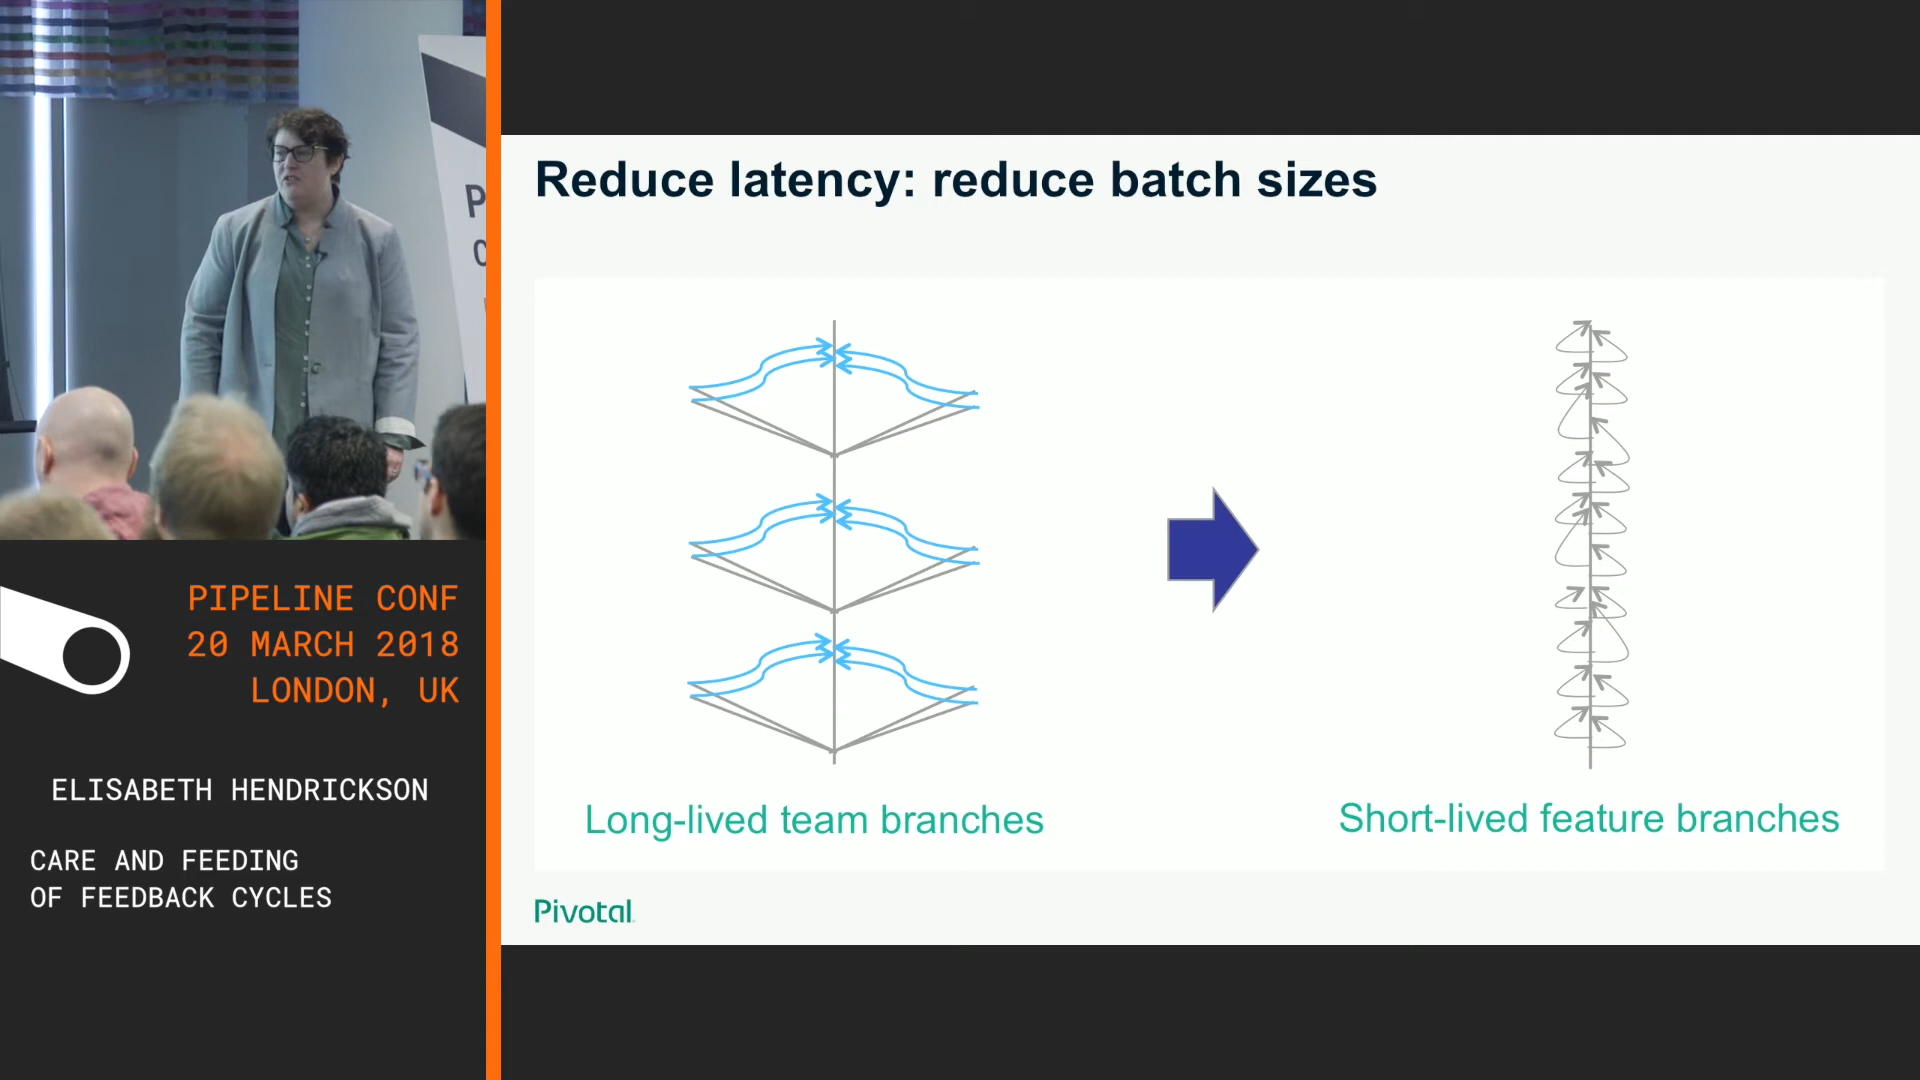 Reduce latency: reduce batch sizes
Long-lived team branches
Short-lived feature branches
Pivotal
PIPELINE CONF
20 MARCH 2018
LONDON, UK
ELISABETH HENDRICKSON
CARE AND FEEDING
OF FEEDBACK CYCLES